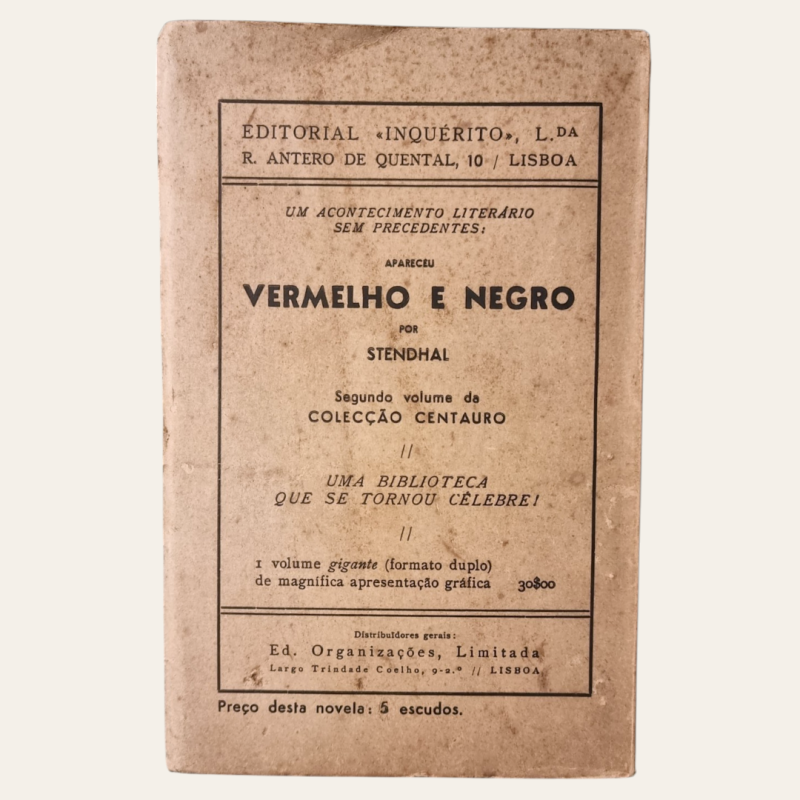 EDITORIAL «INQUÉRITO», L.DA
R. ANTERO DE QUENTAL, 10 / LISBOA
UM ACONTECIMENTO LITERÁRIO
SEM PRECEDENTES:
APARECEU
VERMELHO E NEGRO
POR
STENDHAL
Segundo volume da
COLECÇÃO CENTAURO
//
UMA BIBLIOTECA
QUE SE TORNOU CÉLEBRE!
//
1 volume gigante (formato duplo)
de magnífica apresentação gráfica 30$00
Distribuïdores gerais:
Ed. Organizações, Limitada
Largo Trindade Coelho, 9-2.º // LISBOA
Preço desta novela: 5 escudos.